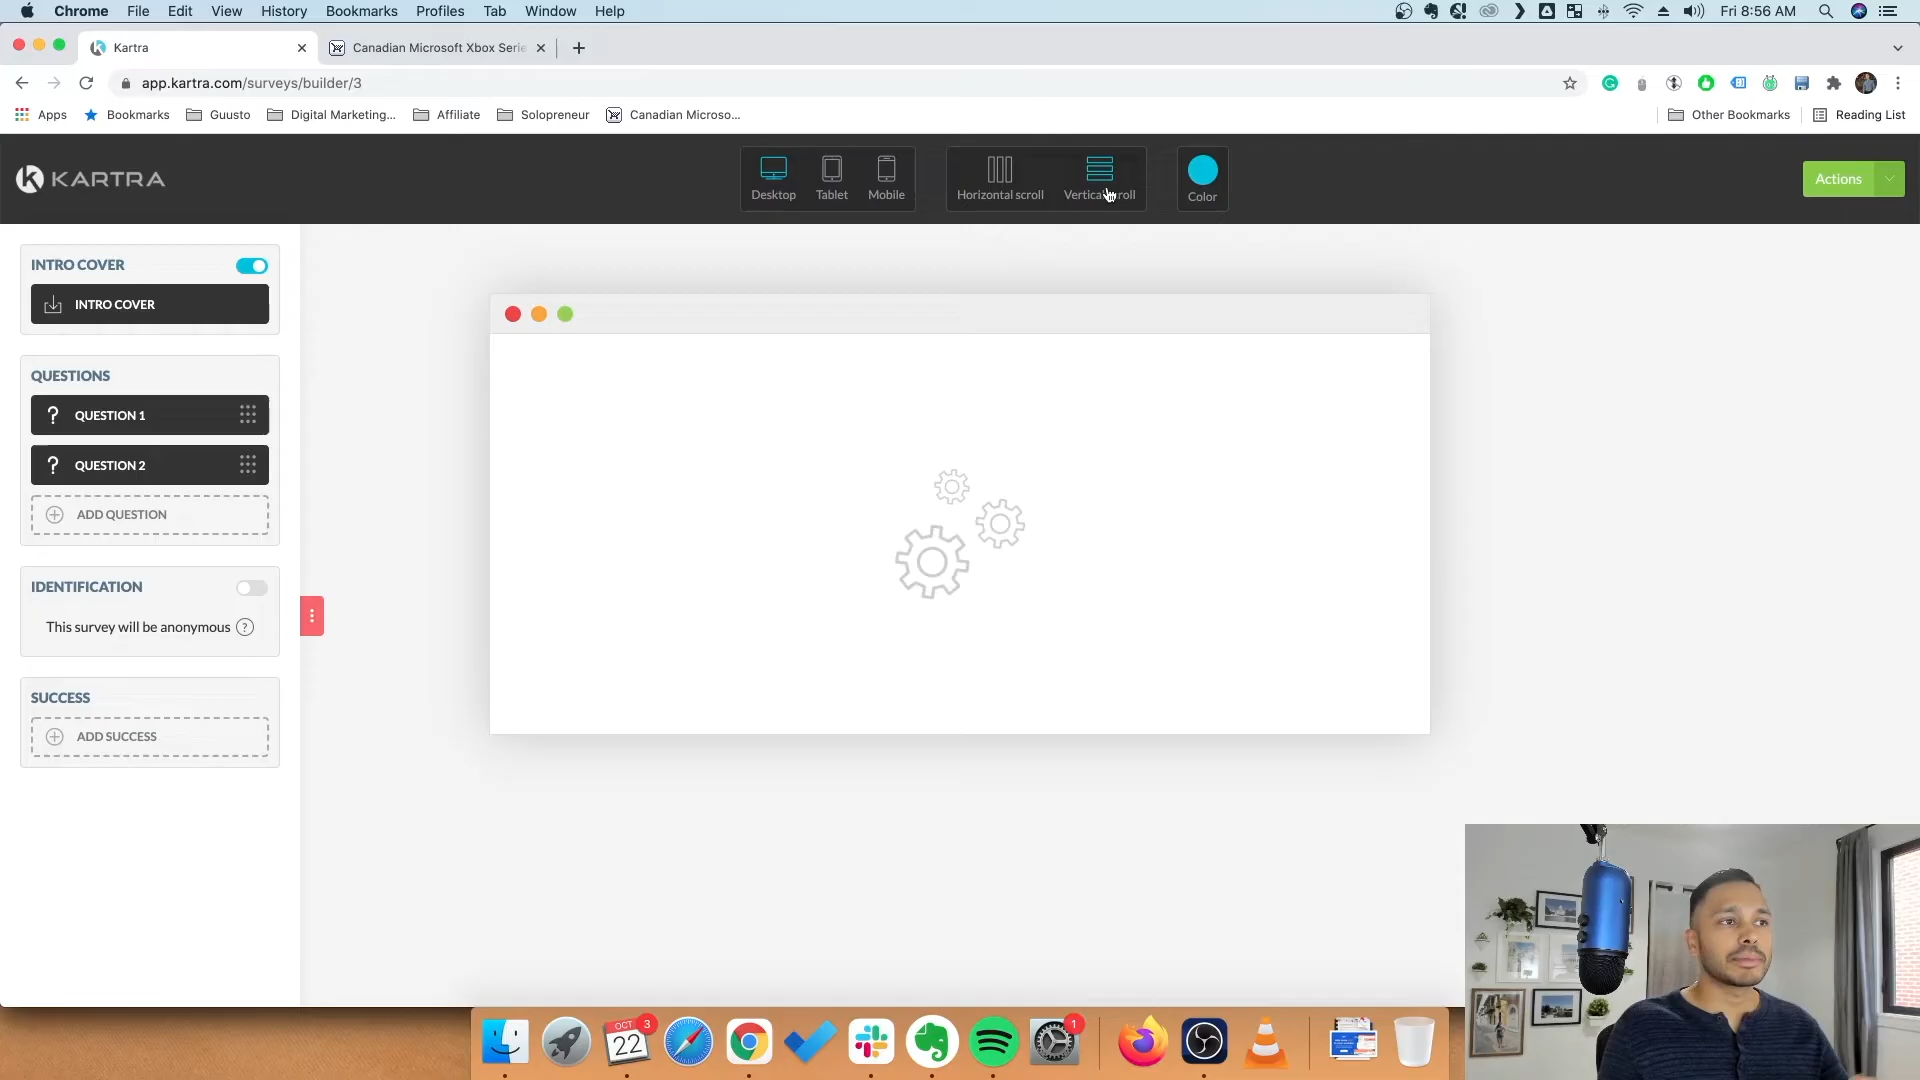 Chrome File Edit View History Bookmarks Profiles Tab Window Help
Fri 8:56 AM
Kartra
Canadian Microsoft Xbox Serie
app.kartra.com/surveys/builder/3
Apps
Bookmarks
Guusto
Digital Marketing...
Affiliate
Solopreneur
Canadian Microso...
Other Bookmarks
Reading List
KARTRA
Desktop
Tablet
Mobile
Horizontal scroll
Color
Actions
INTRO COVER
INTRO COVER
QUESTIONS
? QUESTION 1
? QUESTION 2
ADD QUESTION
IDENTIFICATION
This survey will be anonymous ?
SUCCESS
ADD SUCCESS
OCT
22
3
1